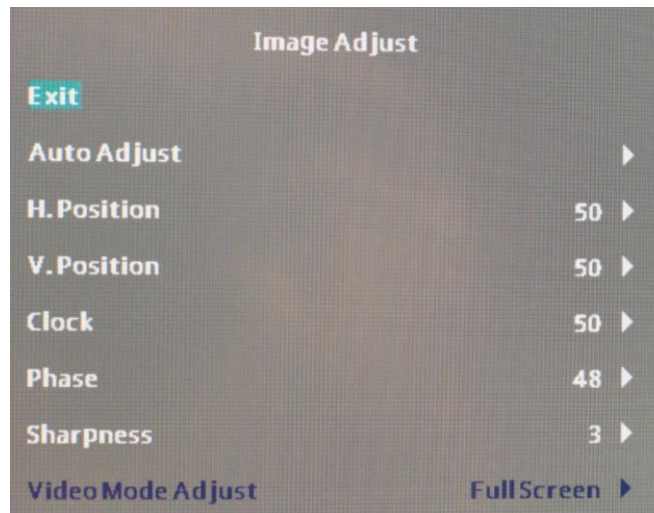 Image Adjust
Exit
Auto Adjust
H. Position 50
V. Position 50
Clock 50
Phase 48
Sharpness 3
Video Mode Adjust Full Screen